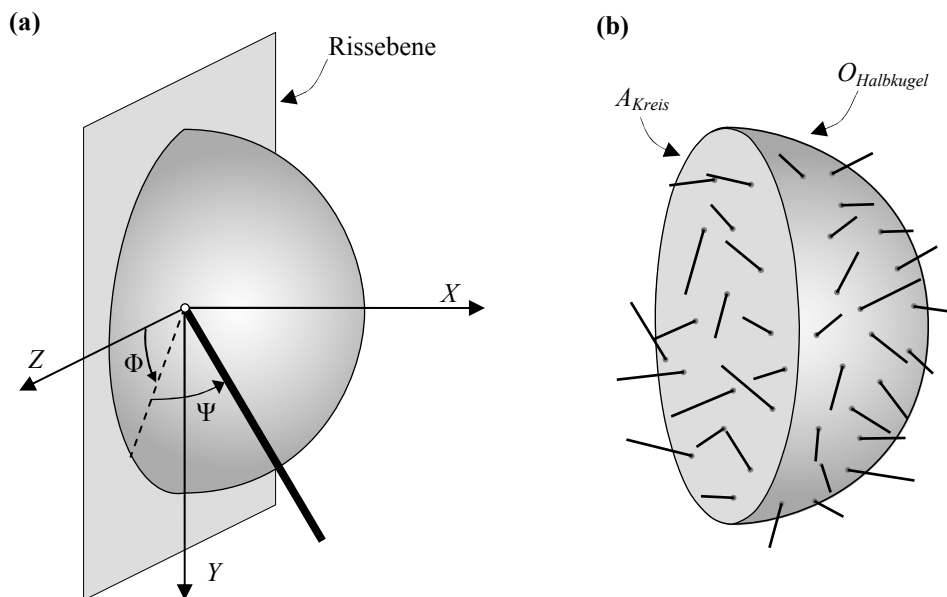 (a)
Rissebene
X
Z
Φ
Ψ
Y
(b)
O_Halbkugel
A_Kreis